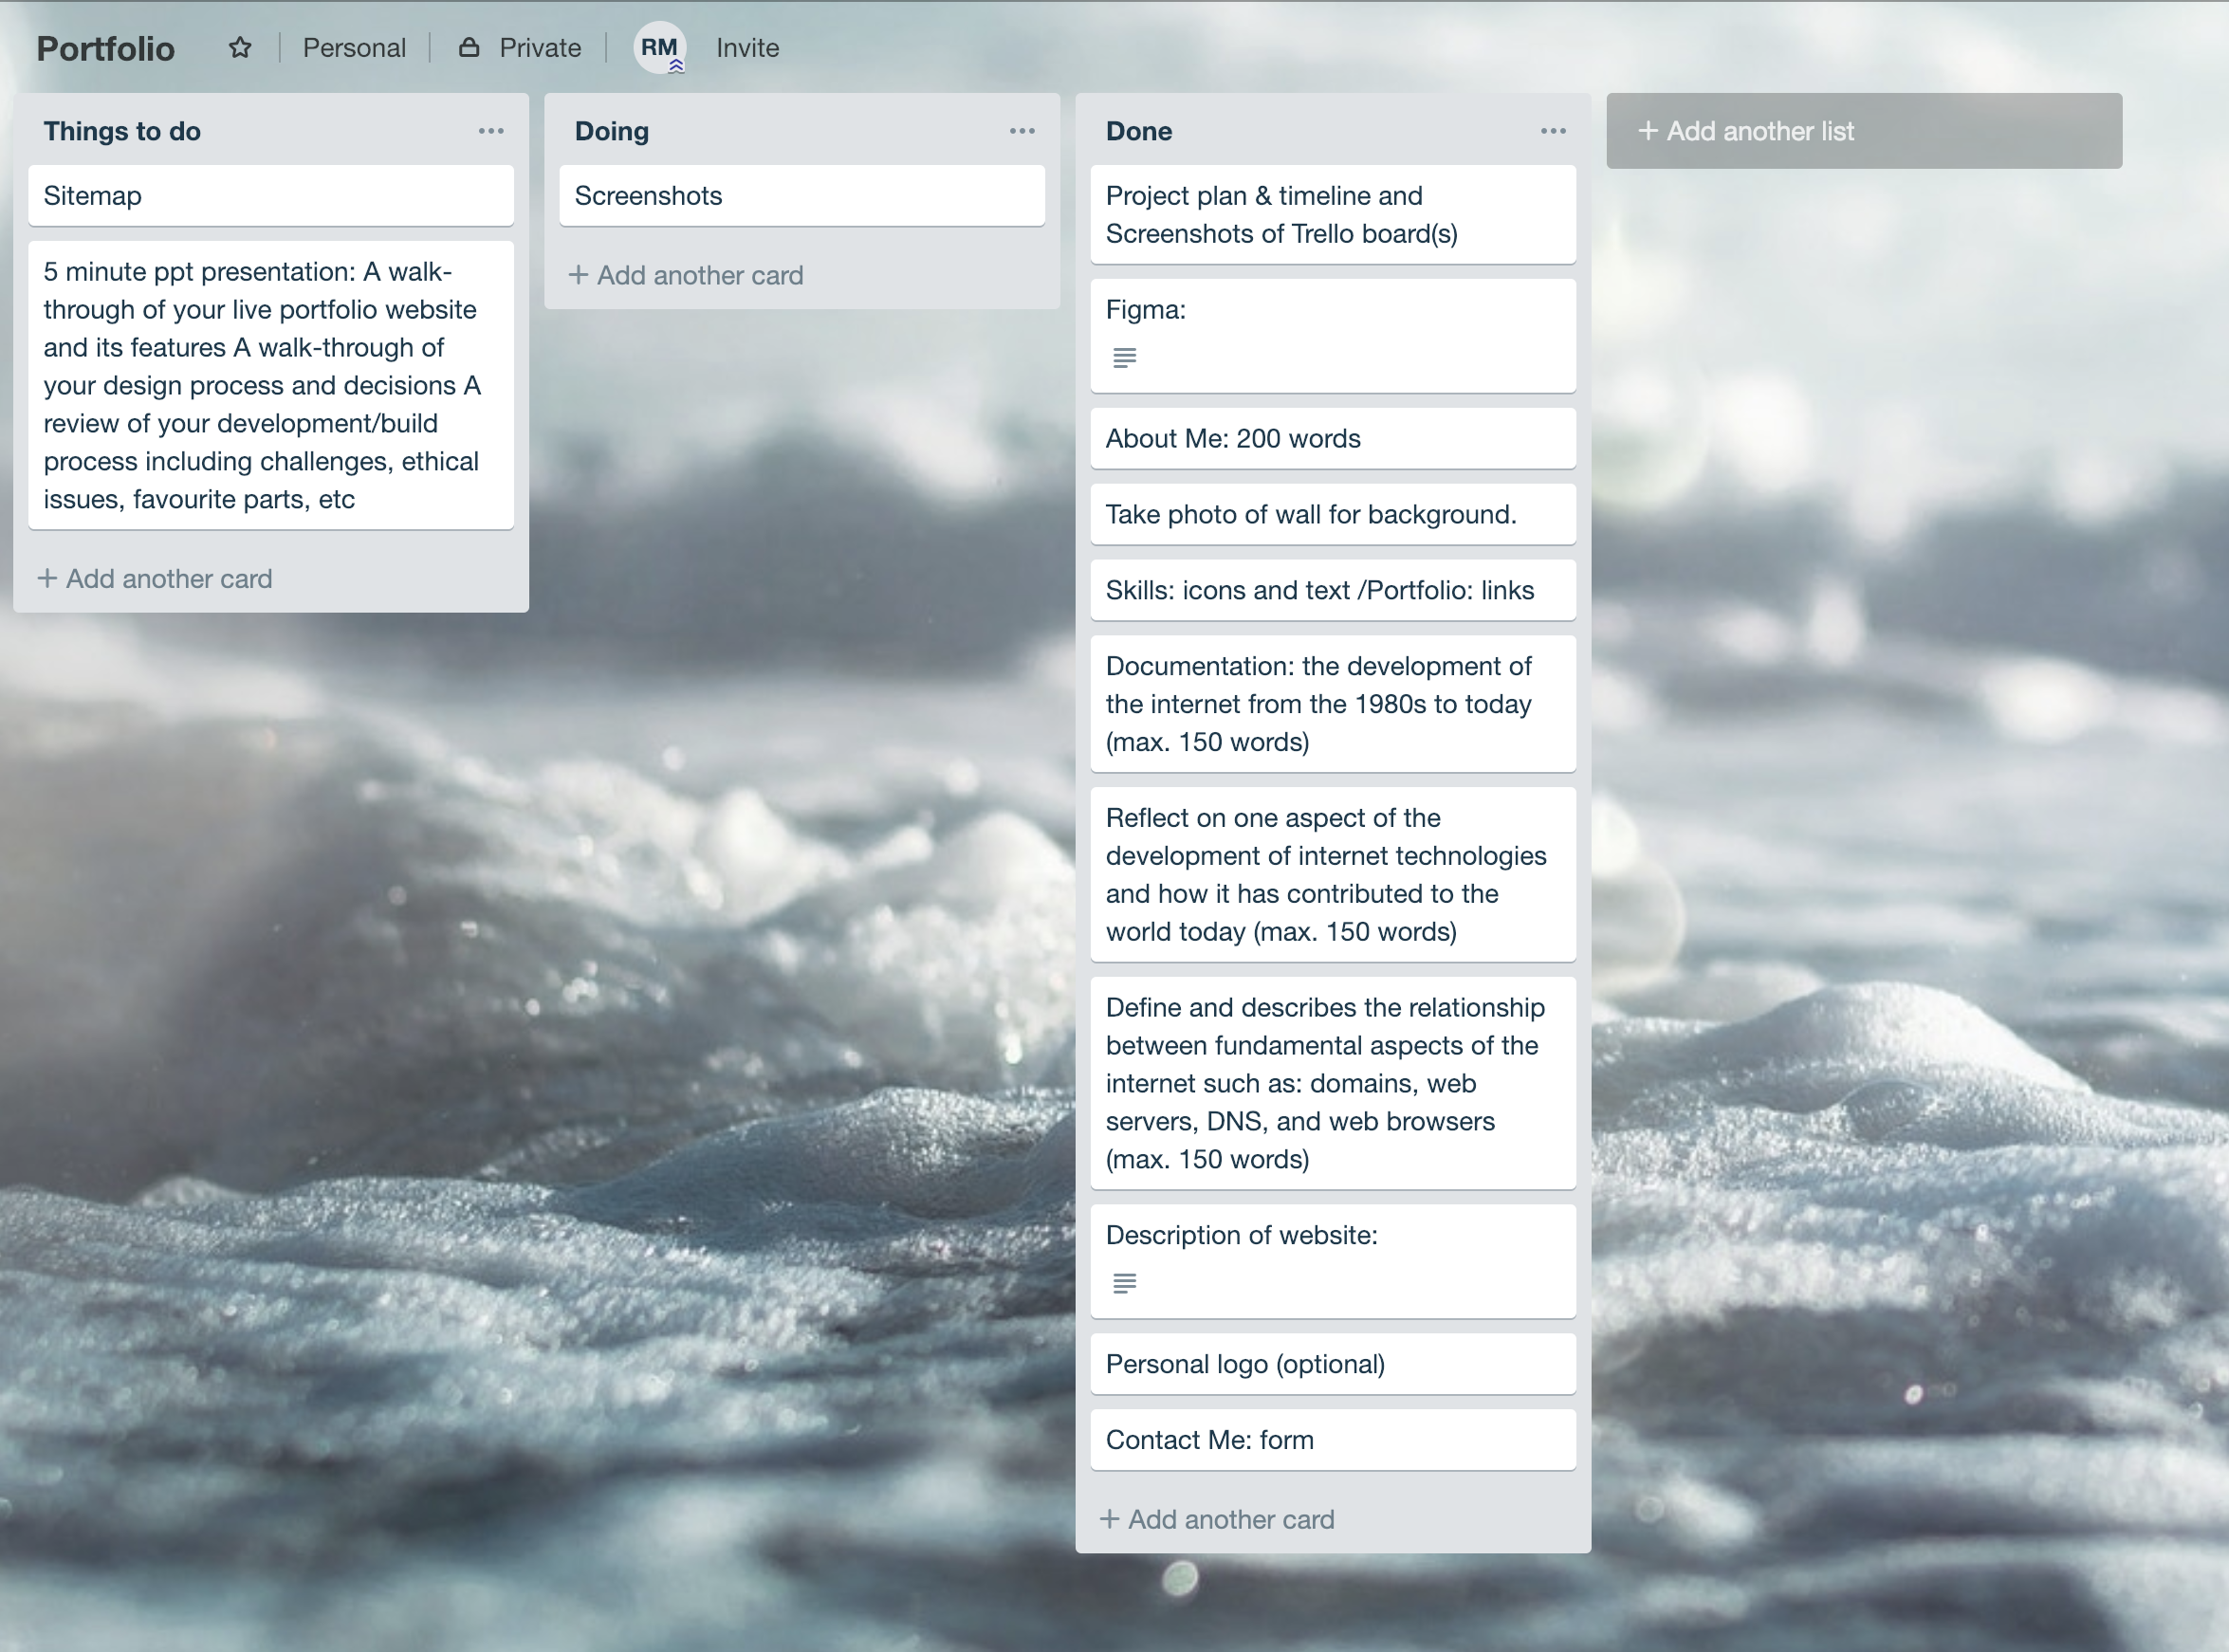 Portfolio
Personal
Private
RM
Invite
Things to do
Sitemap
5 minute ppt presentation: A walk-
through of your live portfolio website
and its features A walk-through of
your design process and decisions A
review of your development/build
process including challenges, ethical
issues, favourite parts, etc
+ Add another card
Doing
Screenshots
+ Add another card
Done
Project plan & timeline and
Screenshots of Trello board(s)
Figma:
About Me: 200 words
Take photo of wall for background.
Skills: icons and text /Portfolio: links
Documentation: the development of
the internet from the 1980s to today
(max. 150 words)
Reflect on one aspect of the
development of internet technologies
and how it has contributed to the
world today (max. 150 words)
Define and describes the relationship
between fundamental aspects of the
internet such as: domains, web
servers, DNS, and web browsers
(max. 150 words)
Description of website:
Personal logo (optional)
Contact Me: form
+ Add another card
+ Add another list